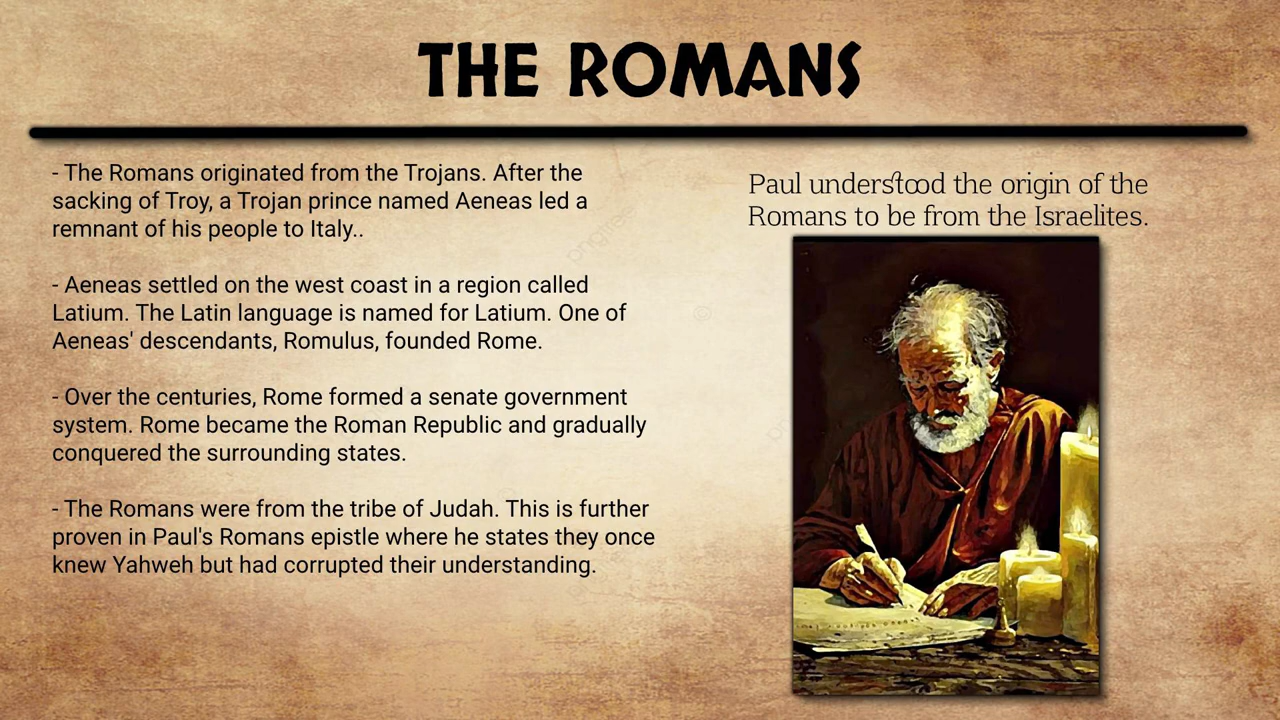 THE ROMANS
- The Romans originated from the Trojans. After the
sacking of Troy, a Trojan prince named Aeneas led a
remnant of his people to Italy..
- Aeneas settled on the west coast in a region called
Latium. The Latin language is named for Latium. One of
Aeneas' descendants, Romulus, founded Rome.
- Over the centuries, Rome formed a senate government
system. Rome became the Roman Republic and gradually
conquered the surrounding states.
- The Romans were from the tribe of Judah. This is further
proven in Paul's Romans epistle where he states they once
knew Yahweh but had corrupted their understanding.
Paul understood the origin of the
Romans to be from the Israelites.